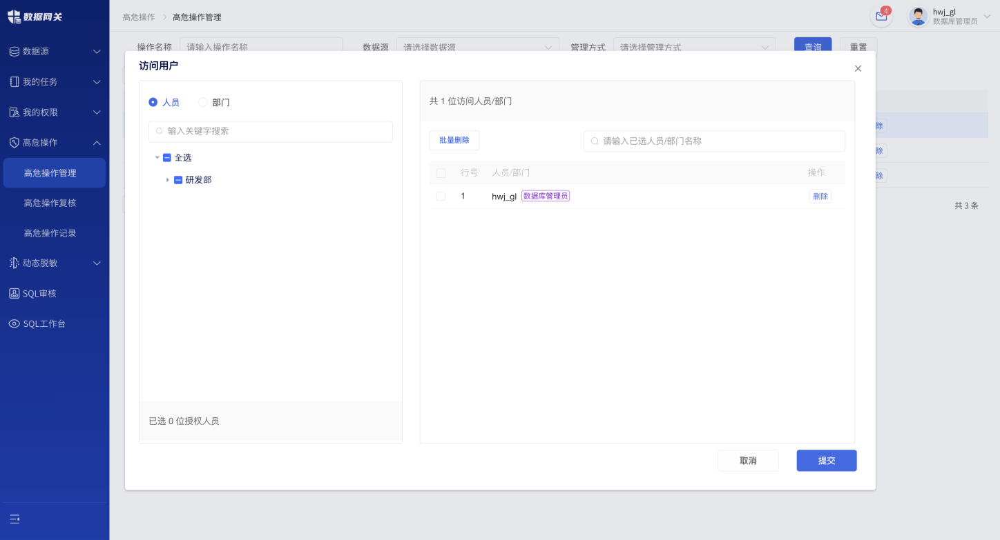 数据网关
高危操作 > 高危操作管理
4
hwj_gl
数据库管理员
数据源
我的任务
我的权限
高危操作
高危操作管理
高危操作复核
高危操作记录
动态脱敏
SQL审核
SQL工作台
操作名称 请输入操作名称 数据源 请选择数据源 管理方式 请选择管理方式 查询 重置
访问用户
人员 部门
输入关键字搜索
全选
研发部
已选 0 位授权人员
共 1 位访问人员/部门
批量删除 请输入已选人员/部门名称
行号 人员/部门 操作
1 hwj_gl 数据库管理员 删除
取消 提交
除
除
除
共 3 条